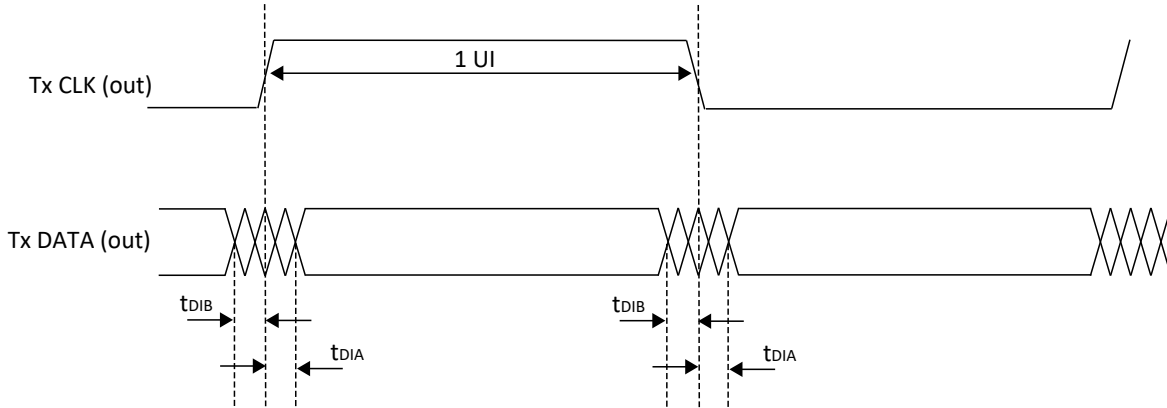 1 UI
Tx CLK (out)
Tx DATA (out)
tDIB
tDIB
tDIA
tDIA